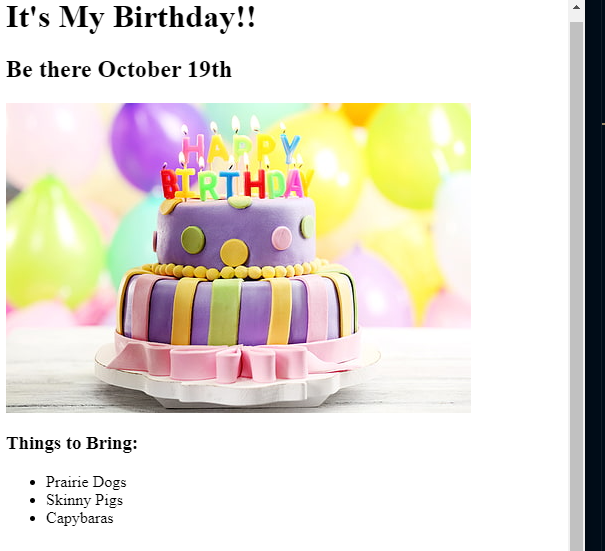 It's My Birthday!!
Be there October 19th
HAPPY
BIRTHDAY
Things to Bring:
Prairie Dogs
Skinny Pigs
Capybaras